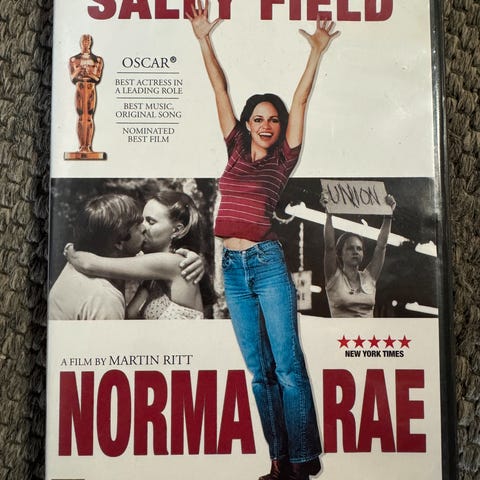 SALLY FIELD
OSCAR®
BEST ACTRESS IN
A LEADING ROLE
BEST MUSIC,
ORIGINAL SONG
NOMINATED
BEST FILM
UNION
★★★★★
NEW YORK TIMES
A FILM BY MARTIN RITT
NORMA RAE